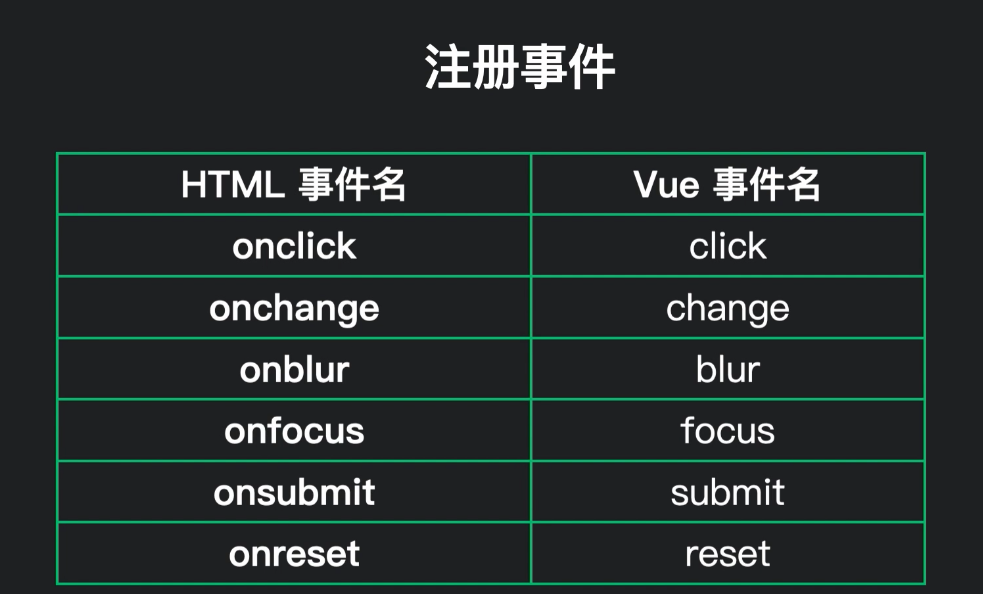 注册事件
HTML 事件名 Vue 事件名
onclick click
onchange change
onblur blur
onfocus focus
onsubmit submit
onreset reset